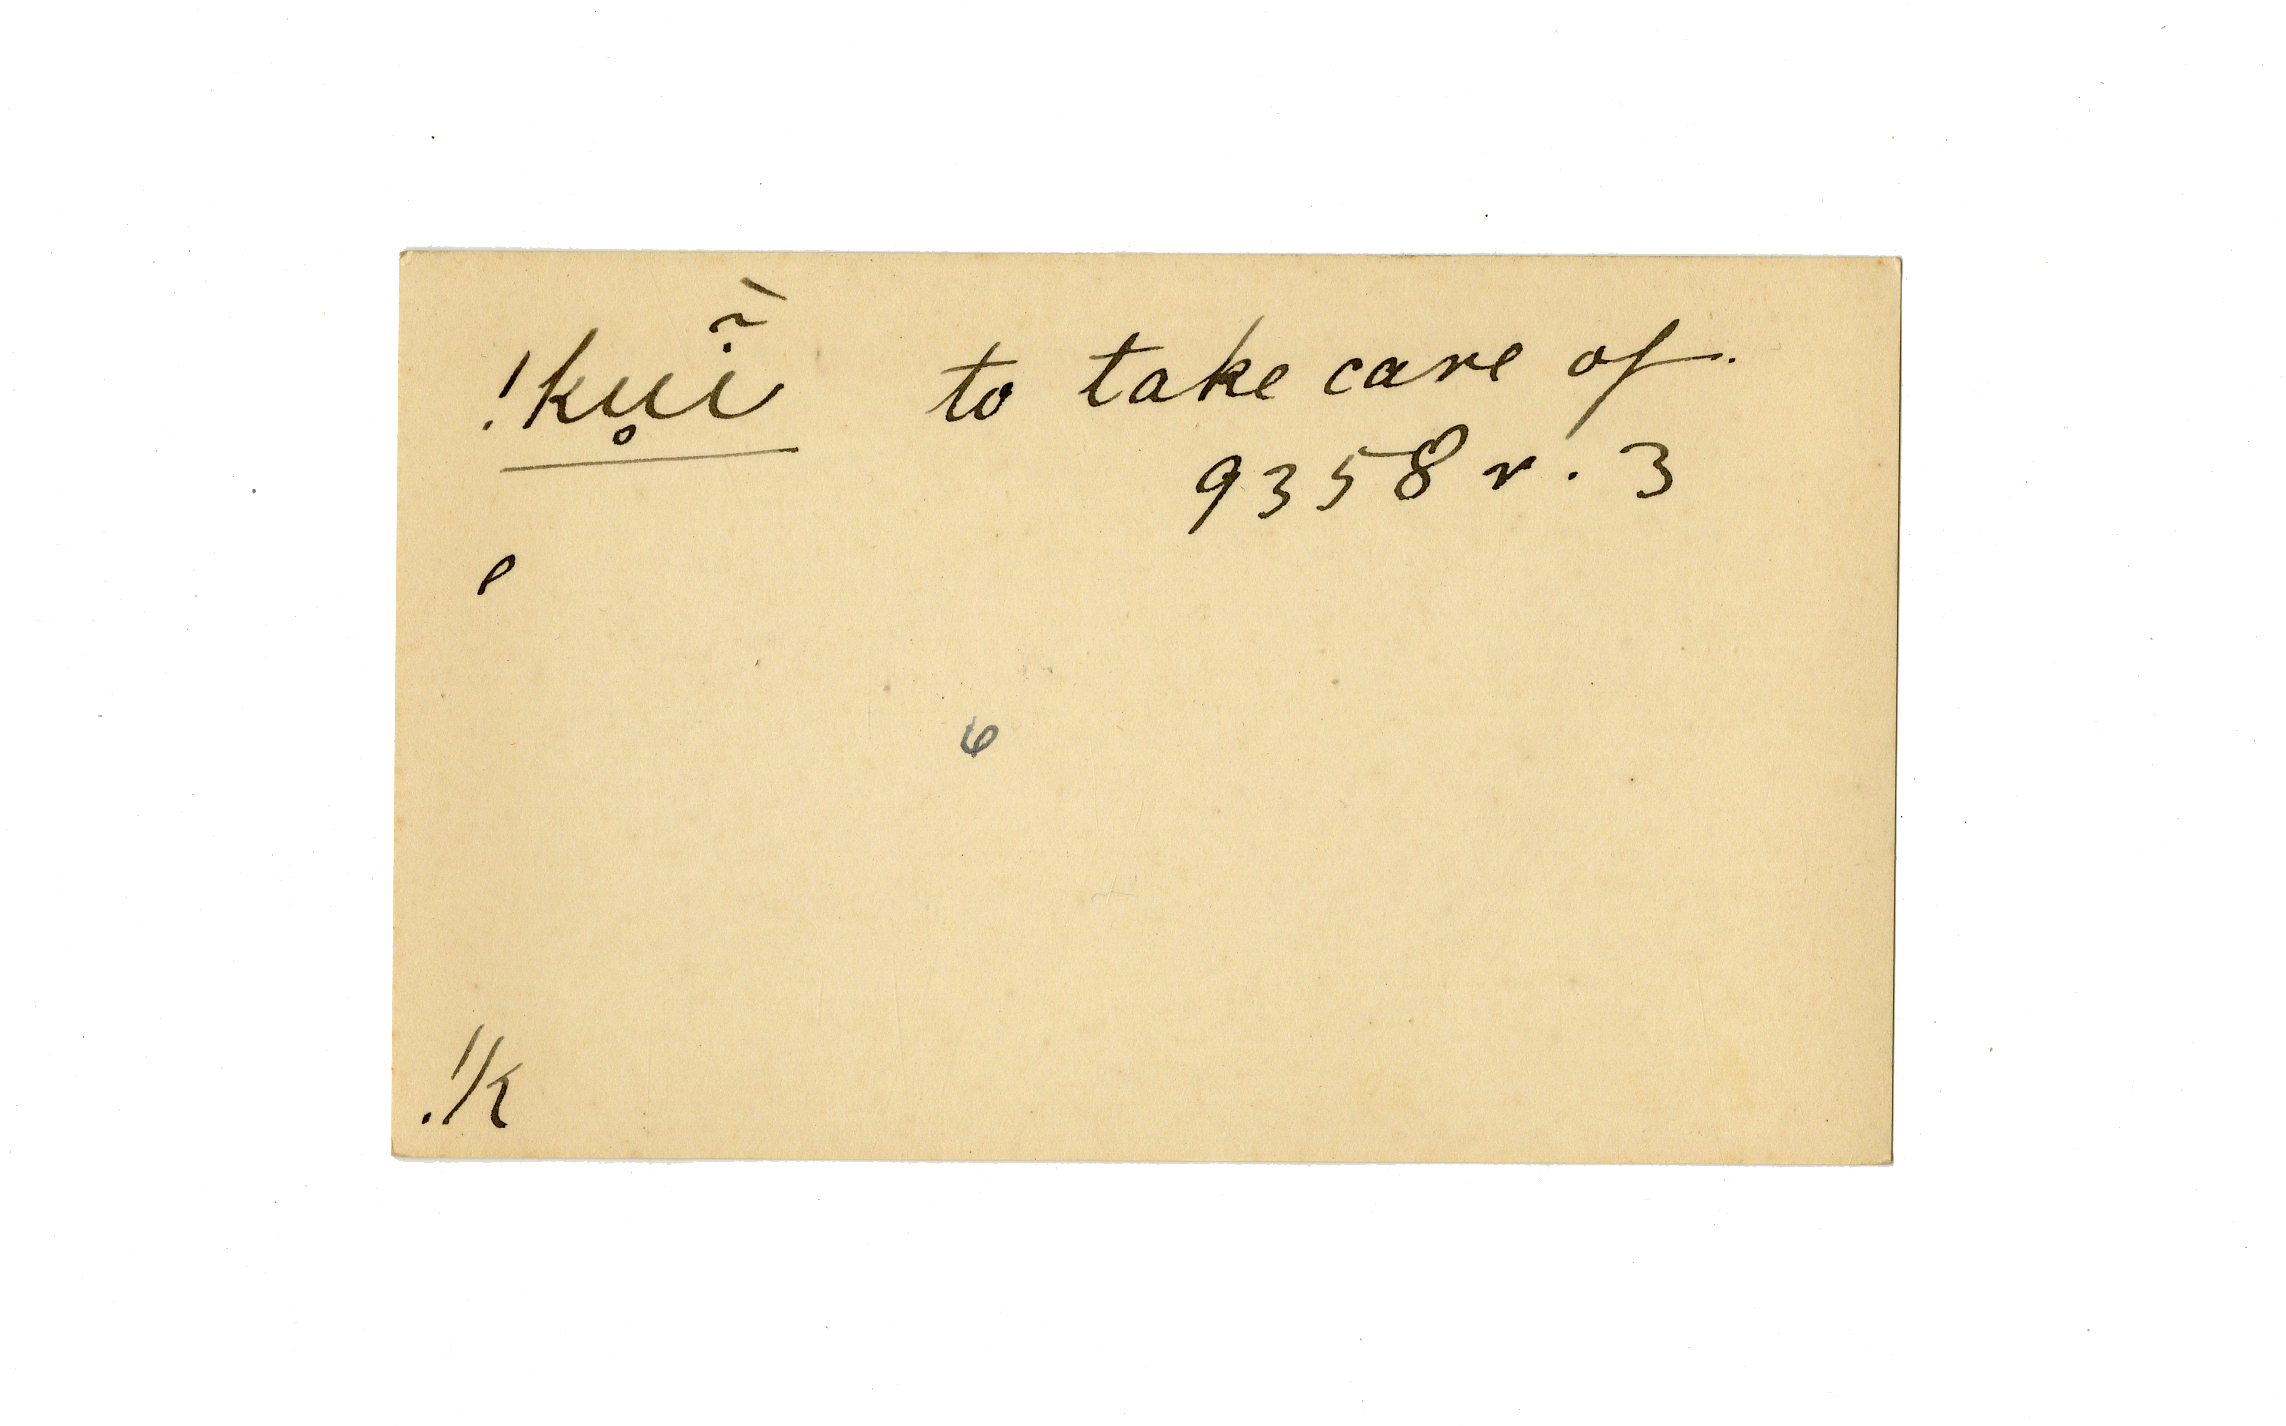 !ku̥ĩ̀ to take care of.
9358 r. 3
e
6
!k